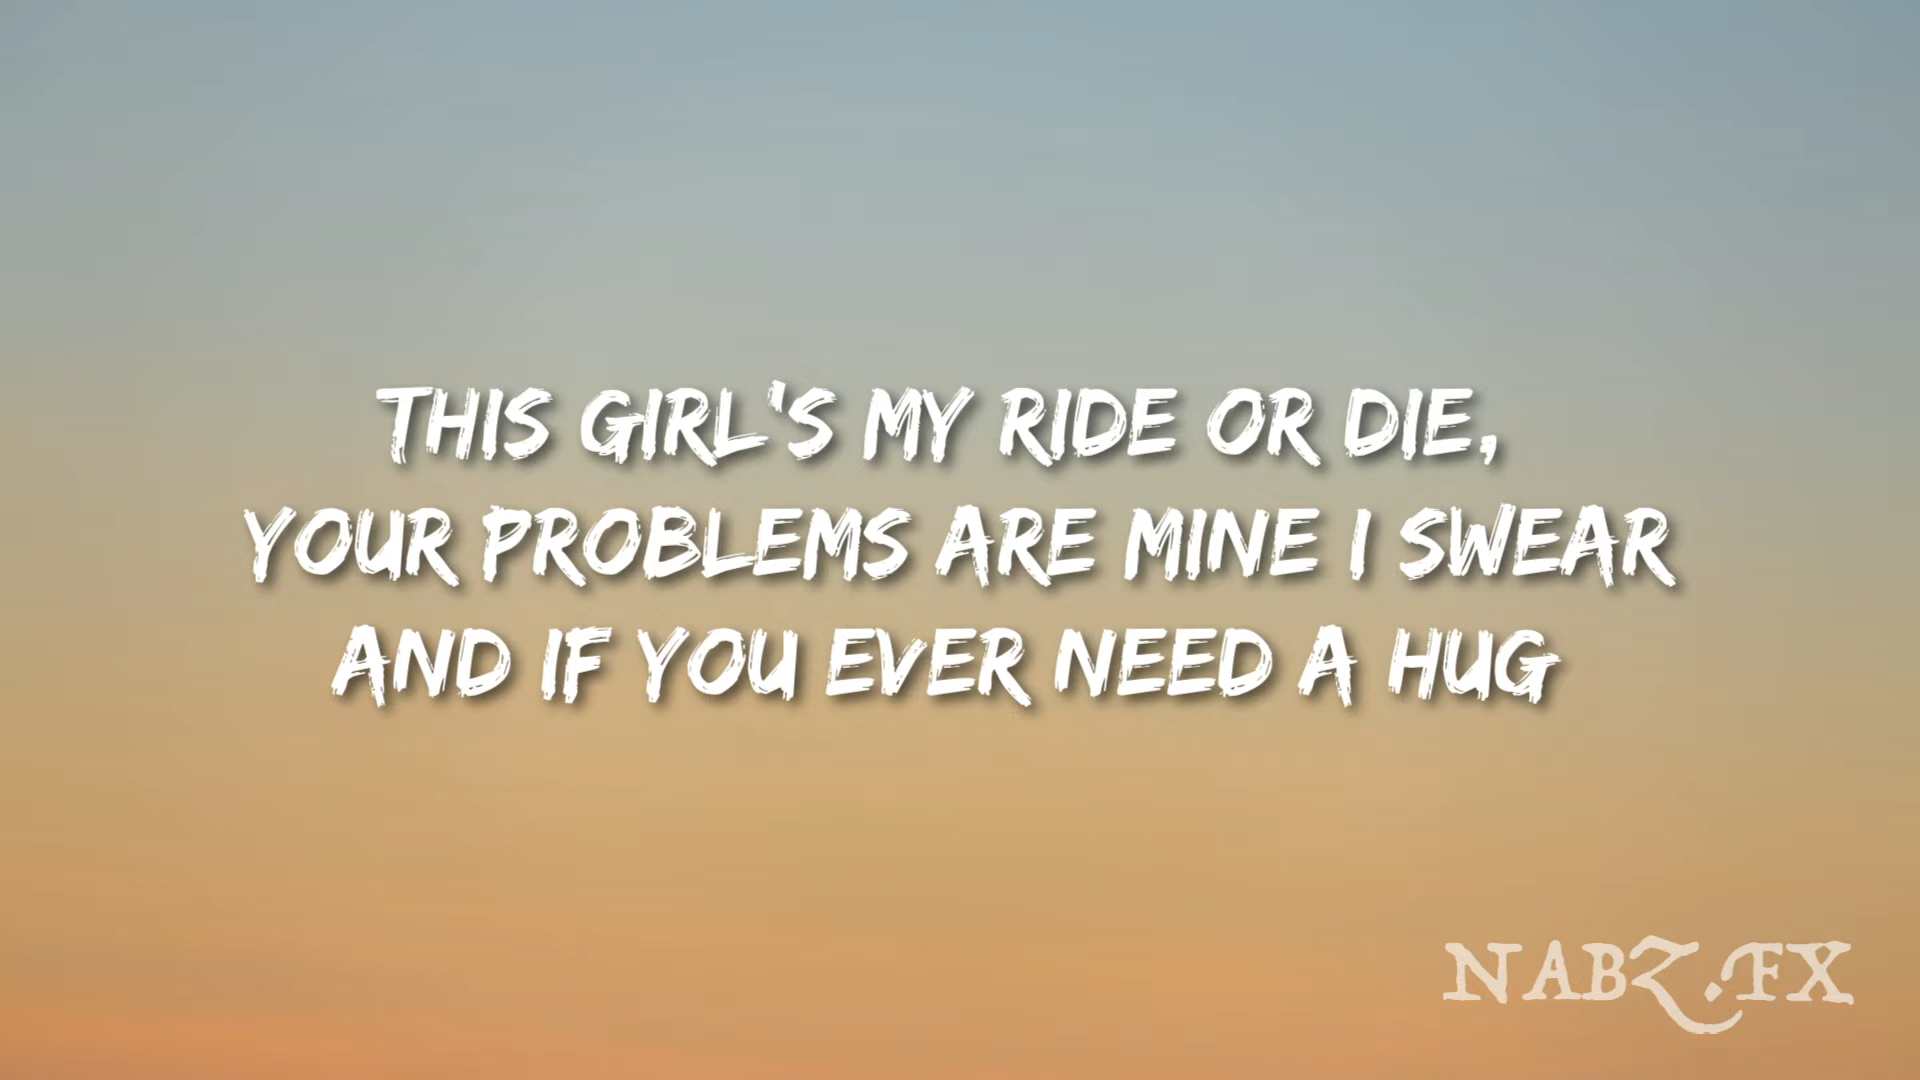 THIS GIRL'S MY RIDE OR DIE,
YOUR PROBLEMS ARE MINE I SWEAR
AND IF YOU EVER NEED A HUG
NABZ.FX